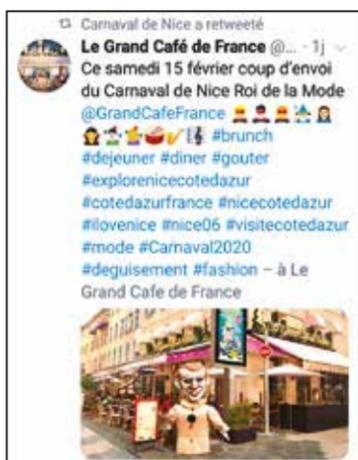 Carnaval de Nice a retweeté
Le Grand Café de France @... · 1j
Ce samedi 15 février coup d'envoi
du Carnaval de Nice Roi de la Mode
@GrandCafeFrance
#brunch
#dejeuner #diner #gouter
#explorenicecotedazur
#cotedazurfrance #nicecotedazur
#ilovenice #nice06 #visitecotedazur
#mode #Carnaval2020
#deguisement #fashion – à Le
Grand Cafe de France